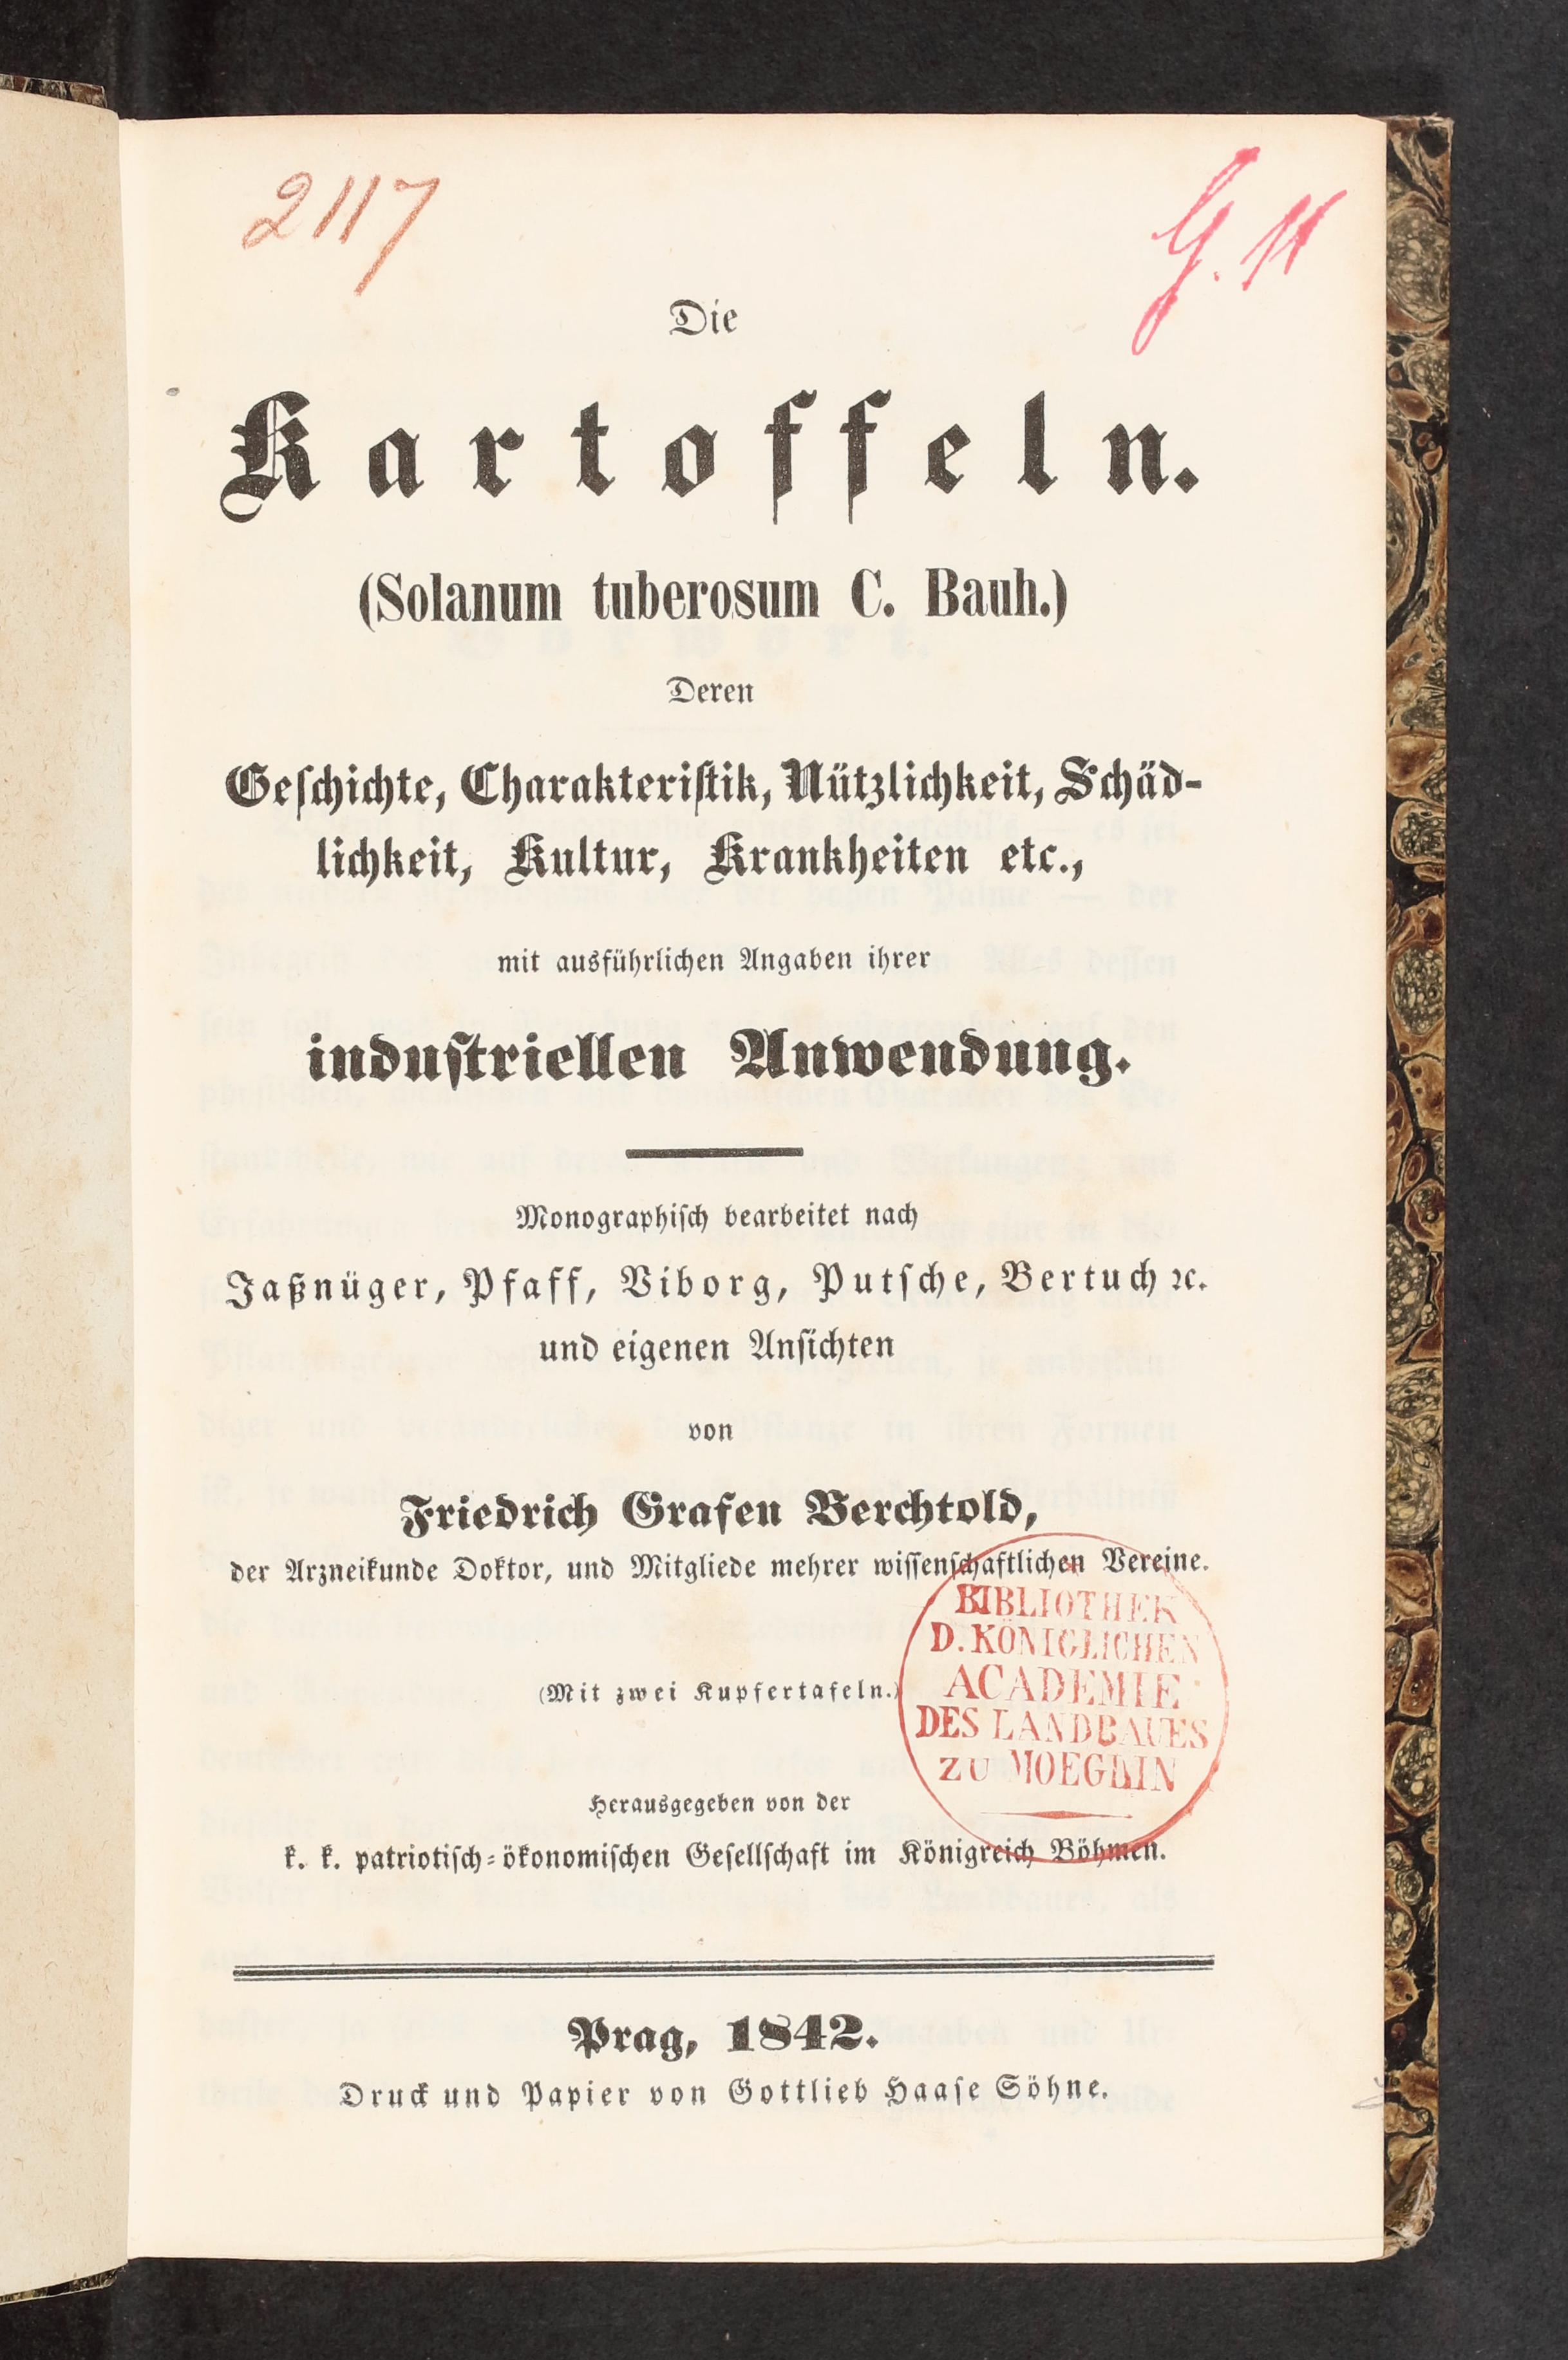 2117
G. 11
Die
Kartoffeln.
(Solanum tuberosum C. Bauh.)
Deren
Geſchichte, Charakteriſtik, Nützlichkeit, Schäd-
lichkeit, Kultur, Krankheiten etc.,
mit ausführlichen Angaben ihrer
induſtriellen Anwendung.
Monographiſch bearbeitet nach
Jaßnüger, Pfaff, Viborg, Putſche, Bertuch ꝛc.
und eigenen Anſichten
von
Friedrich Grafen Berchtold,
der Arzneikunde Doktor, und Mitgliede mehrer wiſſenſchaftlichen Vereine.
BIBLIOTHEK
D. KÖNIGLICHEN
ACADEMIE
DES LANDBAUES
ZU MOEGLIN
(Mit zwei Kupfertafeln.)
Herausgegeben von der
k. k. patriotiſch-ökonomiſchen Geſellſchaft im Königreich Böhmen.
Prag, 1842.
Druck und Papier von Gottlieb Haaſe Söhne.